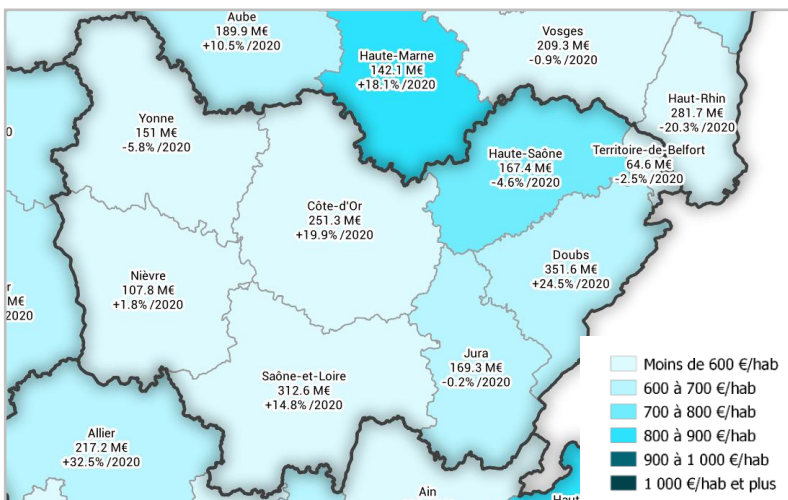 Aube
189.9 M€
+10.5% /2020
Haute-Marne
142.1 M€
+18.1% /2020
Vosges
209.3 M€
-0.9% /2020
Haut-Rhin
281.7 M€
-20.3% /2020
Yonne
151 M€
-5.8% /2020
Haute-Saône
167.4 M€
-4.6% /2020
Territoire-de-Belfort
64.6 M€
-2.5% /2020
Côte-d'Or
251.3 M€
+19.9% /2020
Nièvre
107.8 M€
+1.8% /2020
Doubs
351.6 M€
+24.5% /2020
M€
2020
Jura
169.3 M€
-0.2% /2020
Saône-et-Loire
312.6 M€
+14.8% /2020
Allier
217.2 M€
+32.5% /2020
Ain
Haut
Moins de 600 €/hab
600 à 700 €/hab
700 à 800 €/hab
800 à 900 €/hab
900 à 1 000 €/hab
1 000 €/hab et plus